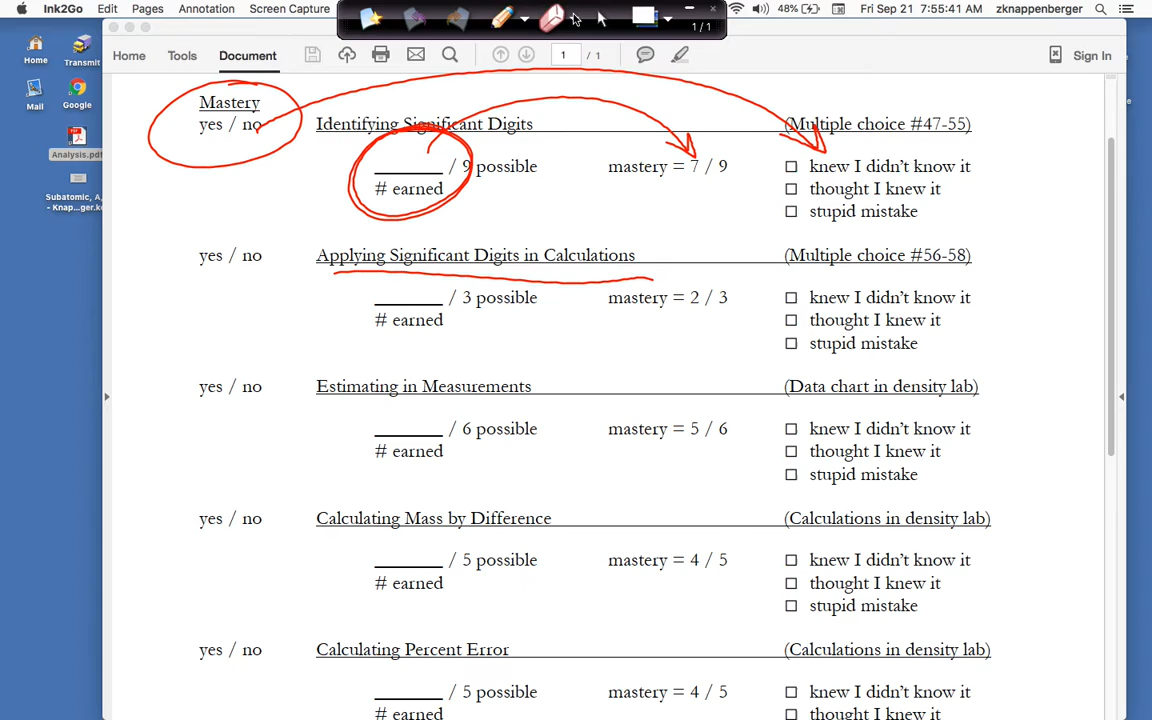 Ink2Go Edit Pages Annotation Screen Capture 48% Fri Sep 21 7:55:41 AM zknappenberger
1/1
Home Tools Document 1 / 1 Sign In
Home
Transmit
Mail
Google
Analysis.pdf
Subatomic, A,
- Knap...ger.k
Mastery
yes / no Identifying Significant Digits (Multiple choice #47-55)
/ 9 possible mastery = 7 / 9 knew I didn't know it
# earned thought I knew it
stupid mistake
yes / no Applying Significant Digits in Calculations (Multiple choice #56-58)
/ 3 possible mastery = 2 / 3 knew I didn't know it
# earned thought I knew it
stupid mistake
yes / no Estimating in Measurements (Data chart in density lab)
/ 6 possible mastery = 5 / 6 knew I didn't know it
# earned thought I knew it
stupid mistake
yes / no Calculating Mass by Difference (Calculations in density lab)
/ 5 possible mastery = 4 / 5 knew I didn't know it
# earned thought I knew it
stupid mistake
yes / no Calculating Percent Error (Calculations in density lab)
/ 5 possible mastery = 4 / 5 knew I didn't know it
# earned thought I knew it